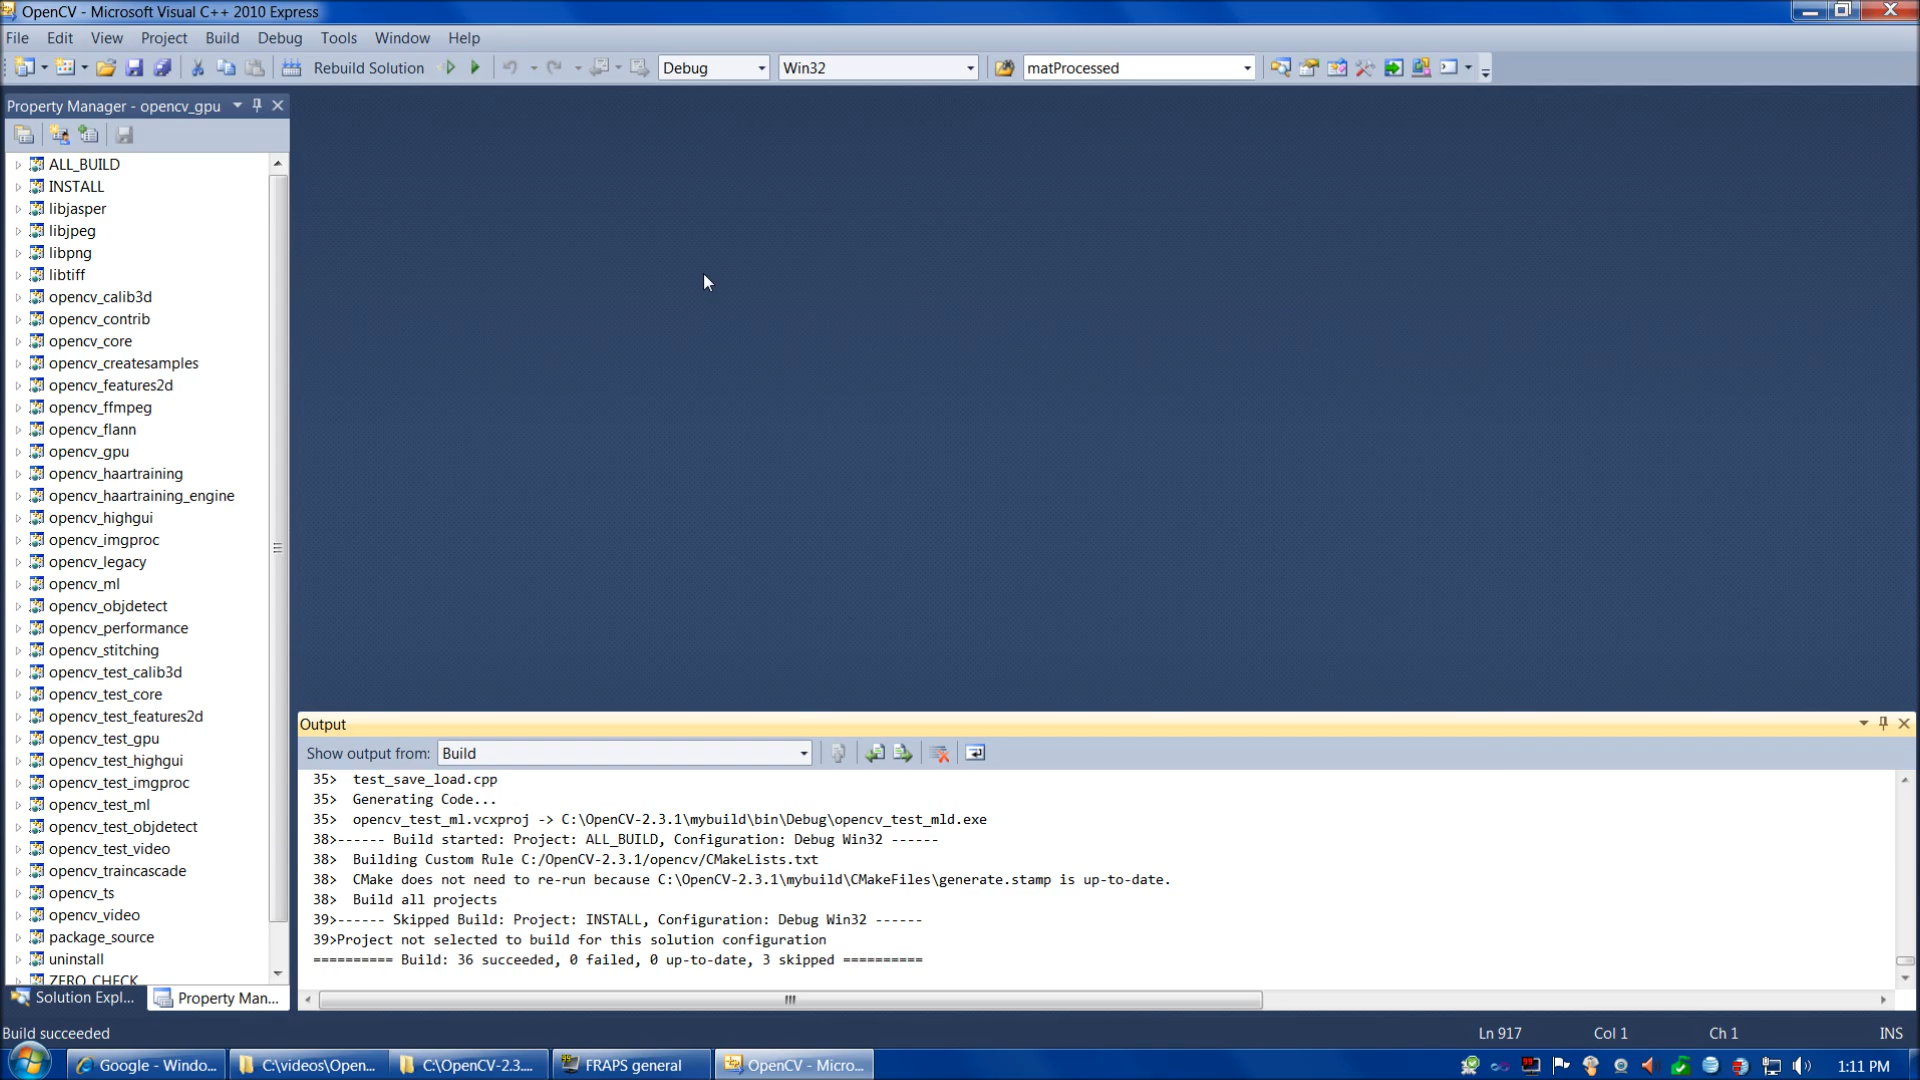 OpenCV - Microsoft Visual C++ 2010 Express
File Edit View Project Build Debug Tools Window Help
Rebuild Solution Debug Win32 matProcessed
Property Manager - opencv_gpu
ALL_BUILD
INSTALL
libjasper
libjpeg
libpng
libtiff
opencv_calib3d
opencv_contrib
opencv_core
opencv_createsamples
opencv_features2d
opencv_ffmpeg
opencv_flann
opencv_gpu
opencv_haartraining
opencv_haartraining_engine
opencv_highgui
opencv_imgproc
opencv_legacy
opencv_ml
opencv_objdetect
opencv_performance
opencv_stitching
opencv_test_calib3d
opencv_test_core
opencv_test_features2d
opencv_test_gpu
opencv_test_highgui
opencv_test_imgproc
opencv_test_ml
opencv_test_objdetect
opencv_test_video
opencv_traincascade
opencv_ts
opencv_video
package_source
uninstall
ZERO_CHECK
Solution Expl... Property Man...
Output
Show output from: Build
35> test_save_load.cpp
35> Generating Code...
35> opencv_test_ml.vcxproj -> C:\OpenCV-2.3.1\mybuild\bin\Debug\opencv_test_mld.exe
38>------ Build started: Project: ALL_BUILD, Configuration: Debug Win32 ------
38> Building Custom Rule C:/OpenCV-2.3.1/opencv/CMakeLists.txt
38> CMake does not need to re-run because C:\OpenCV-2.3.1\mybuild\CMakeFiles\generate.stamp is up-to-date.
38> Build all projects
39>------ Skipped Build: Project: INSTALL, Configuration: Debug Win32 ------
39>Project not selected to build for this solution configuration
========== Build: 36 succeeded, 0 failed, 0 up-to-date, 3 skipped ==========
Build succeeded Ln 917 Col 1 Ch 1 INS
Google - Windo... C:\videos\Open... C:\OpenCV-2.3.... FRAPS general OpenCV - Micro... 1:11 PM